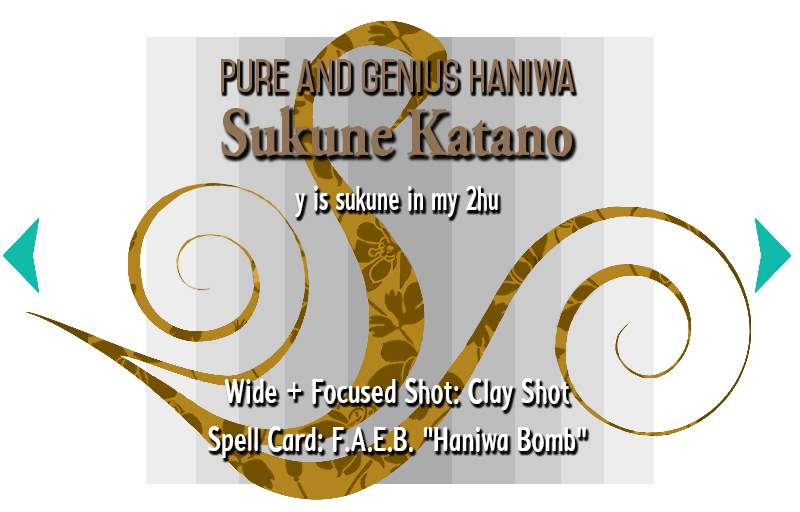 PURE AND GENIUS HANIWA
Sukune Katano
y is sukune in my 2hu
Wide + Focused Shot: Clay Shot
Spell Card: F.A.E.B. "Haniwa Bomb"